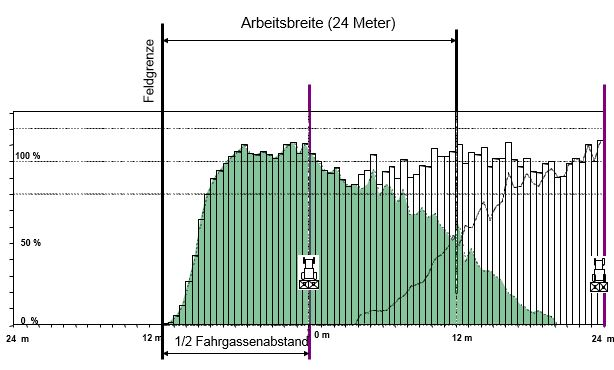 Arbeitsbreite (24 Meter)
Feldgrenze
100 %
50 %
0 %
24 m
12 m
0 m
12 m
24 m
1/2 Fahrgassenabstand